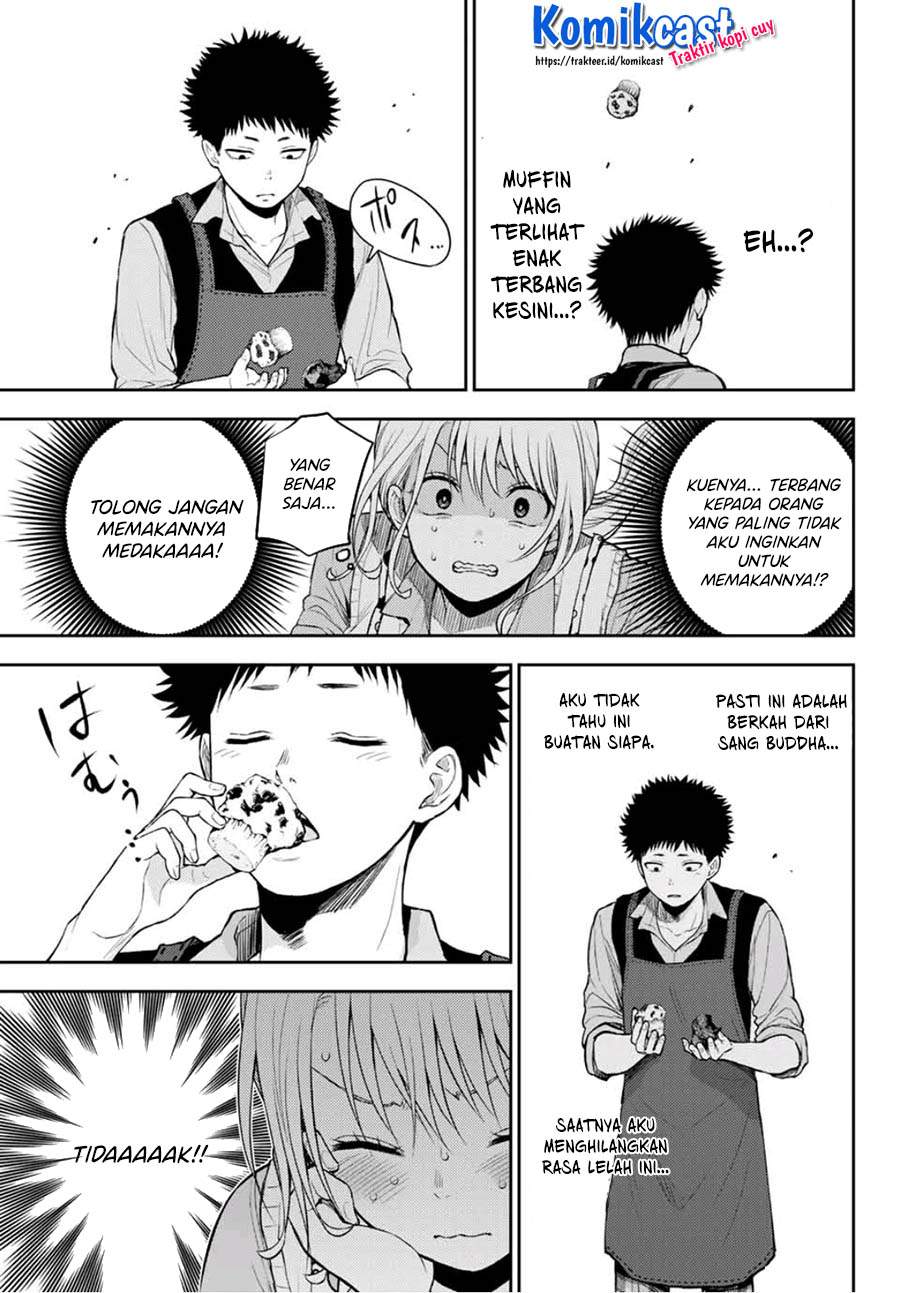 Komikcast
Traktir kopi cuy
https://trakteer.id/komikcast
EH...?
MUFFIN
YANG
TERLIHAT
ENAK
TERBANG
KESINI...?
ポス...
KUENYA... TERBANG
KEPADA ORANG
YANG PALING TIDAK
AKU INGINKAN
UNTUK
MEMAKANNYA!?
YANG
BENAR
SAJA...
TOLONG JANGAN
MEMAKANNYA
MEDAKAAAA!
PASTI INI ADALAH
BERKAH DARI
SANG BUDDHA...
AKU TIDAK
TAHU INI
BUATAN SIAPA.
SAATNYA AKU
MENGHILANGKAN
RASA LELAH INI...
はむぅ
TIDAAAAAK!!